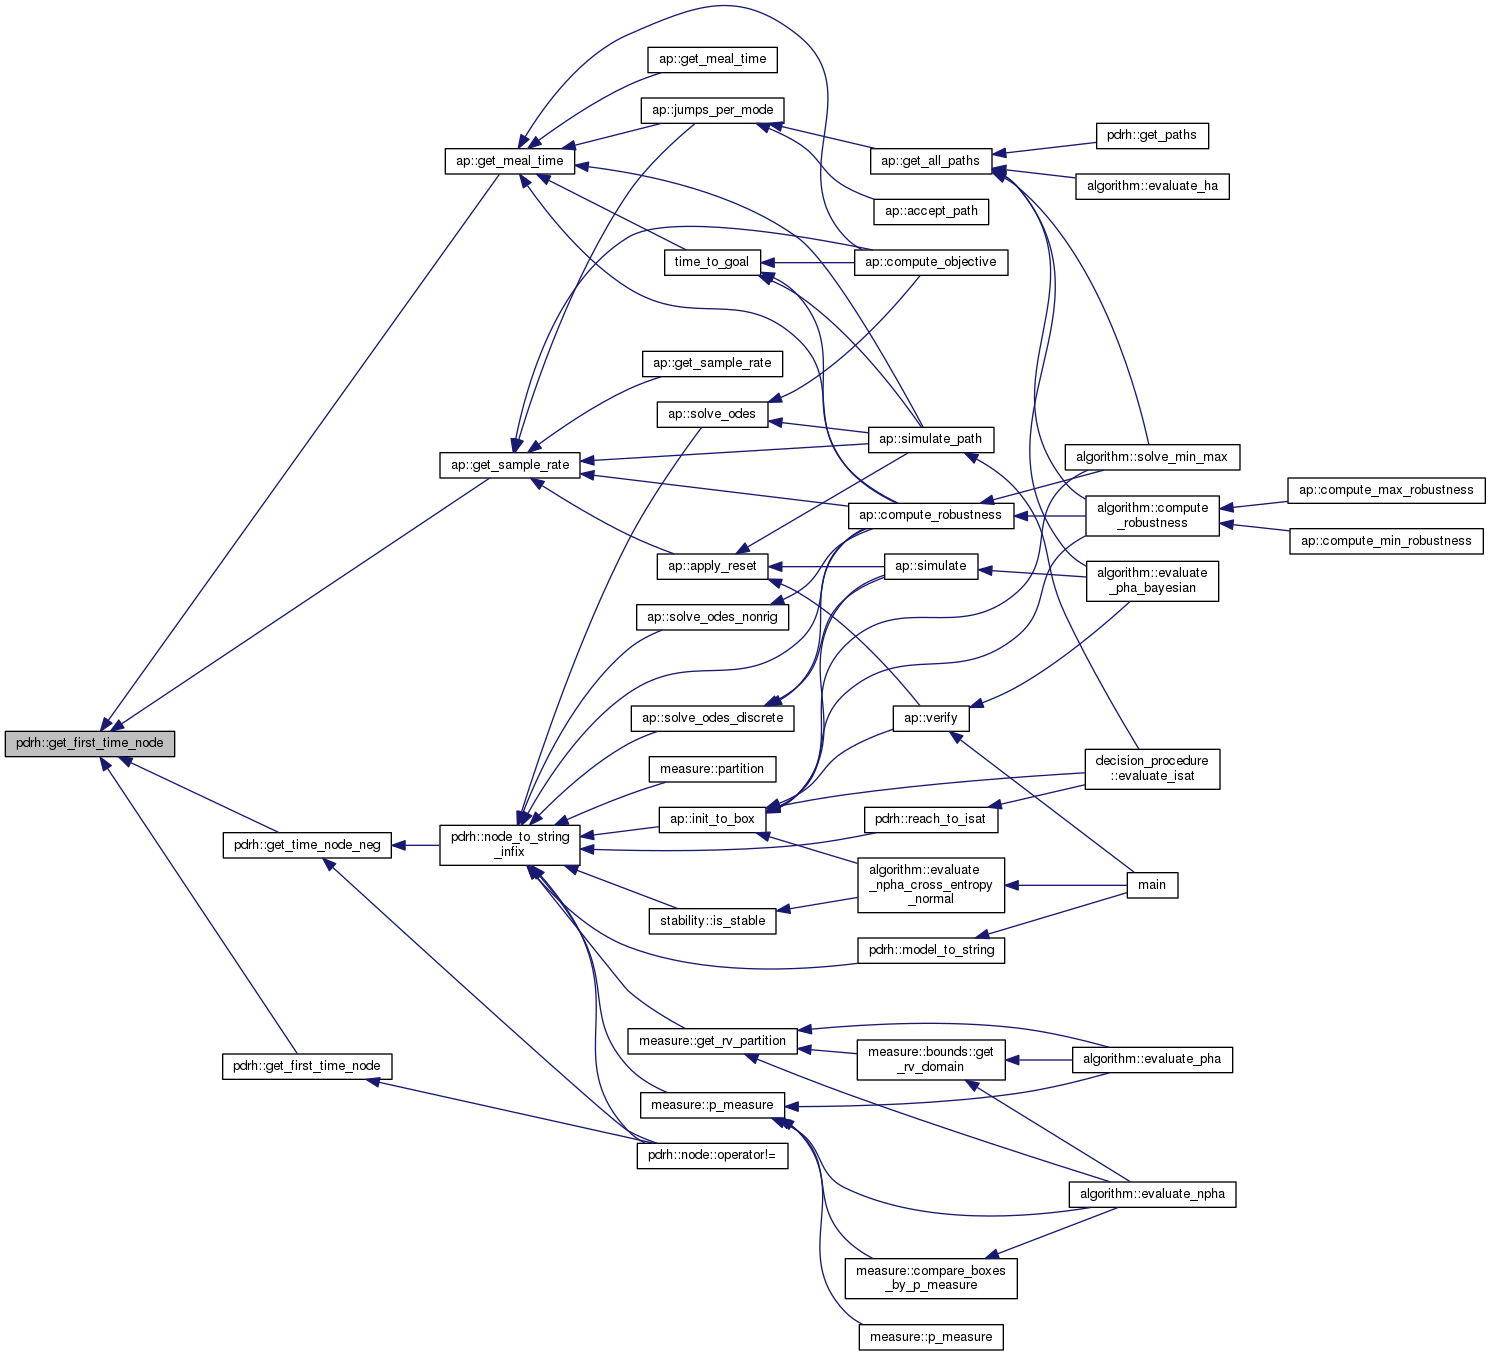 ap::get_meal_time
ap::jumps_per_mode
pdrh::get_paths
ap::get_meal_time
ap::get_all_paths
algorithm::evaluate_ha
ap::accept_path
time_to_goal
ap::compute_objective
ap::get_sample_rate
ap::solve_odes
ap::simulate_path
algorithm::solve_min_max
ap::get_sample_rate
ap::compute_max_robustness
algorithm::compute
_robustness
ap::compute_robustness
ap::compute_min_robustness
ap::apply_reset
ap::simulate
algorithm::evaluate
_pha_bayesian
ap::solve_odes_nonrig
ap::solve_odes_discrete
ap::verify
pdrh::get_first_time_node
measure::partition
decision_procedure
::evaluate_isat
ap::init_to_box
pdrh::reach_to_isat
pdrh::get_time_node_neg
pdrh::node_to_string
_infix
algorithm::evaluate
_npha_cross_entropy
_normal
main
stability::is_stable
pdrh::model_to_string
measure::get_rv_partition
measure::bounds::get
_rv_domain
algorithm::evaluate_pha
pdrh::get_first_time_node
measure::p_measure
pdrh::node::operator!=
algorithm::evaluate_npha
measure::compare_boxes
_by_p_measure
measure::p_measure